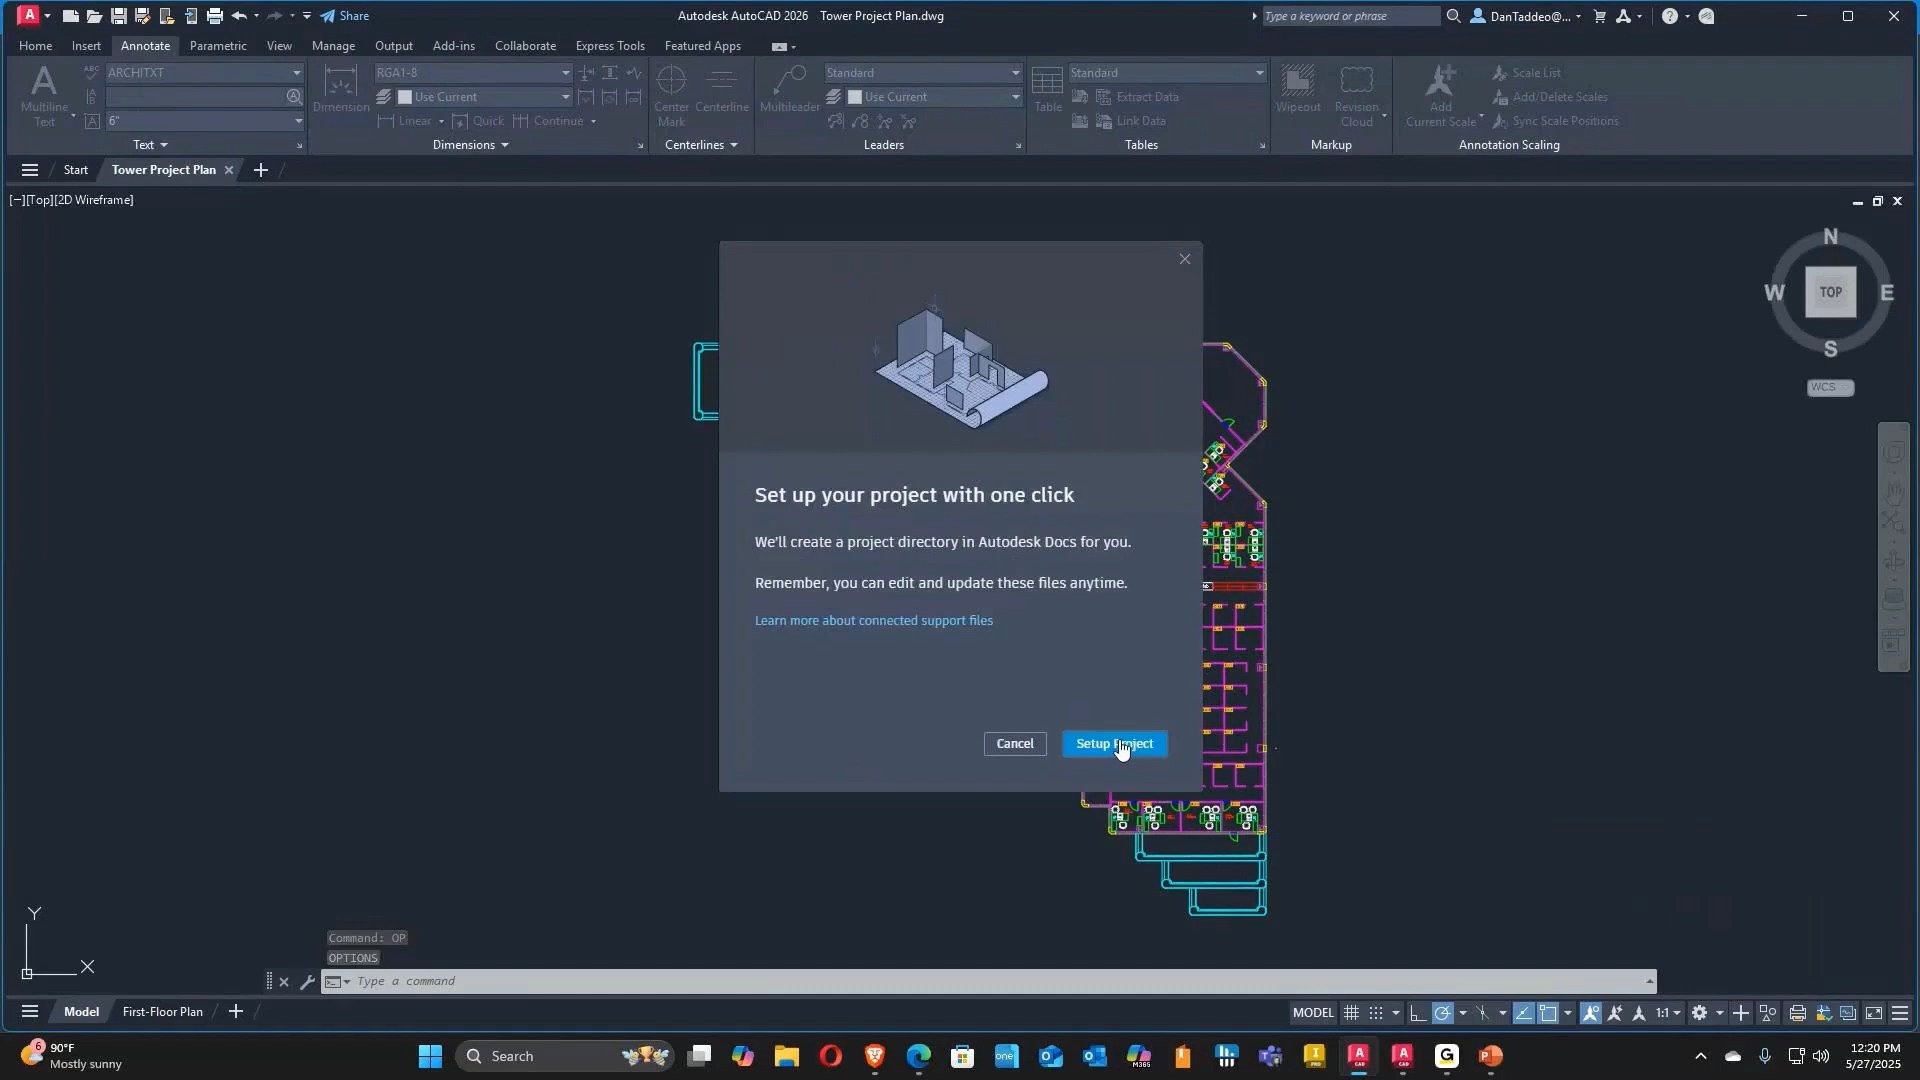 Share
Autodesk AutoCAD 2026 Tower Project Plan.dwg
Type a keyword or phrase
DanTaddeo@...
Home Insert Annotate Parametric View Manage Output Add-ins Collaborate Express Tools Featured Apps
ARCHITXT
RGA1-8
Standard
Standard
Scale List
Multiline Text
Dimension
Use Current
Center Mark
Centerline
Multileader
Use Current
Table
Extract Data
Wipeout
Revision Cloud
Add Current Scale
Add/Delete Scales
6"
Linear
Quick
Continue
Link Data
Sync Scale Positions
Text
Dimensions
Centerlines
Leaders
Tables
Markup
Annotation Scaling
Start
Tower Project Plan
[−][Top][2D Wireframe]
N
W TOP E
S
WCS
Set up your project with one click
We'll create a project directory in Autodesk Docs for you.
Remember, you can edit and update these files anytime.
Learn more about connected support files
Cancel
Setup Project
Y
X
Command: OP
OPTIONS
Type a command
Model
First-Floor Plan
MODEL
1:1
6
90°F
Mostly sunny
Search
12:20 PM
5/27/2025